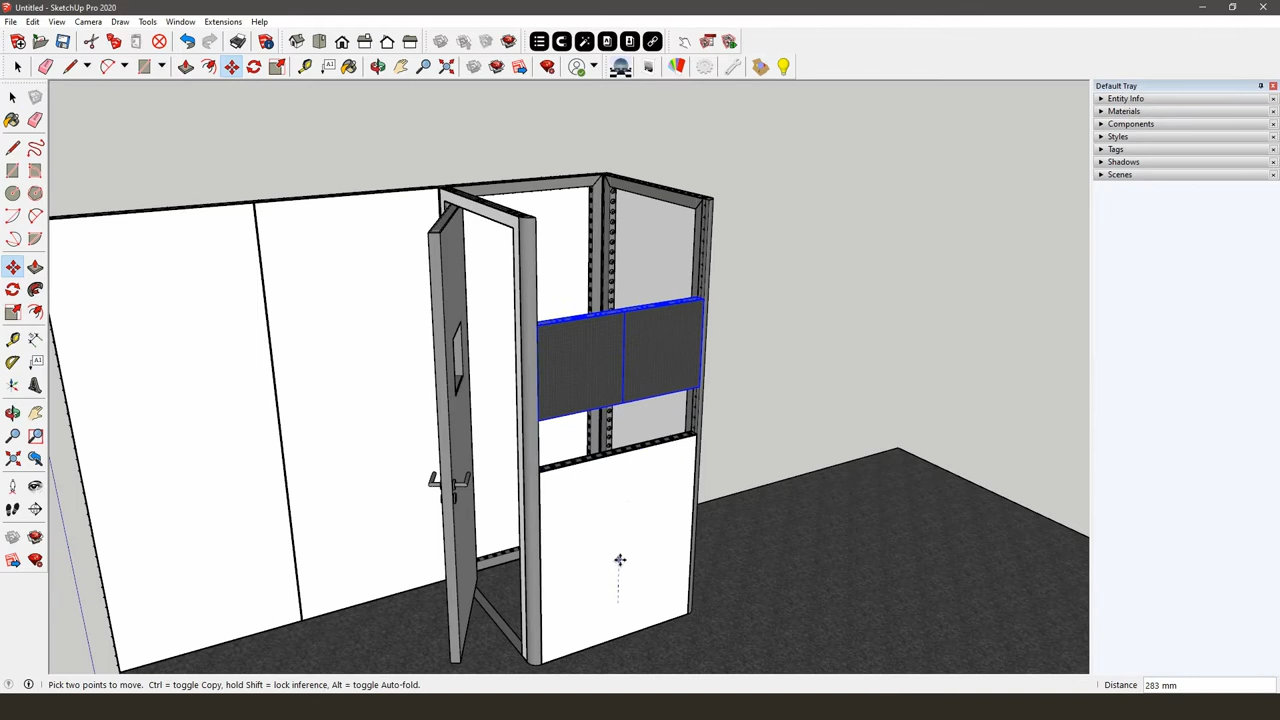 Untitled - SketchUp Pro 2020
File Edit View Camera Draw Tools Window Extensions Help
Default Tray
Entity Info
Materials
Components
Styles
Tags
Shadows
Scenes
Pick two points to move. Ctrl = toggle Copy, hold Shift = lock inference, Alt = toggle Auto-fold.
Distance 283 mm